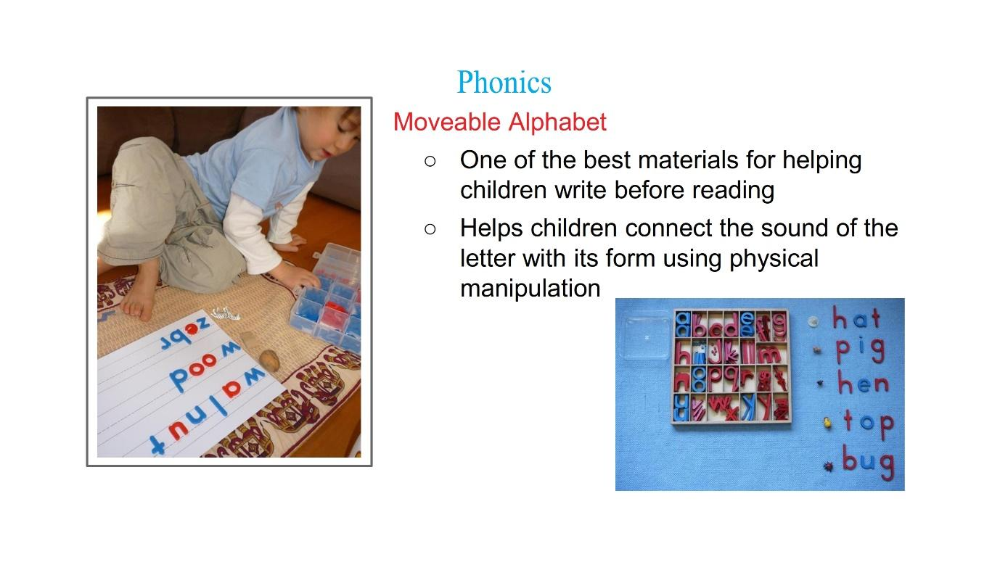 Phonics
Moveable Alphabet
○ One of the best materials for helping
children write before reading
○ Helps children connect the sound of the
letter with its form using physical
manipulation
zebr
wood
walnut
hat
pig
hen
top
bug